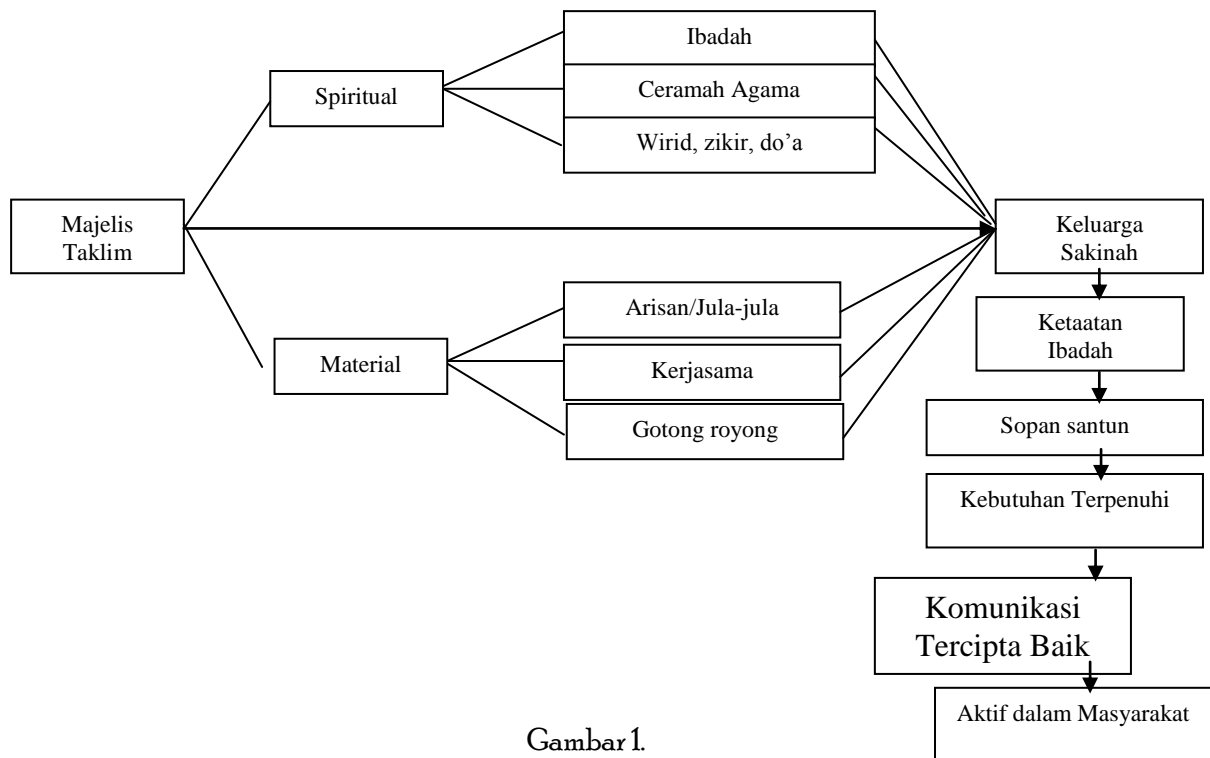 Ibadah
Spiritual
Ceramah Agama
Wirid, zikir, do’a
Majelis
Taklim
Keluarga
Sakinah
Arisan/Jula-jula
Material
Kerjasama
Gotong royong
Ketaatan
Ibadah
Sopan santun
Kebutuhan Terpenuhi
Komunikasi
Tercipta Baik
Aktif dalam Masyarakat
Gambar 1.